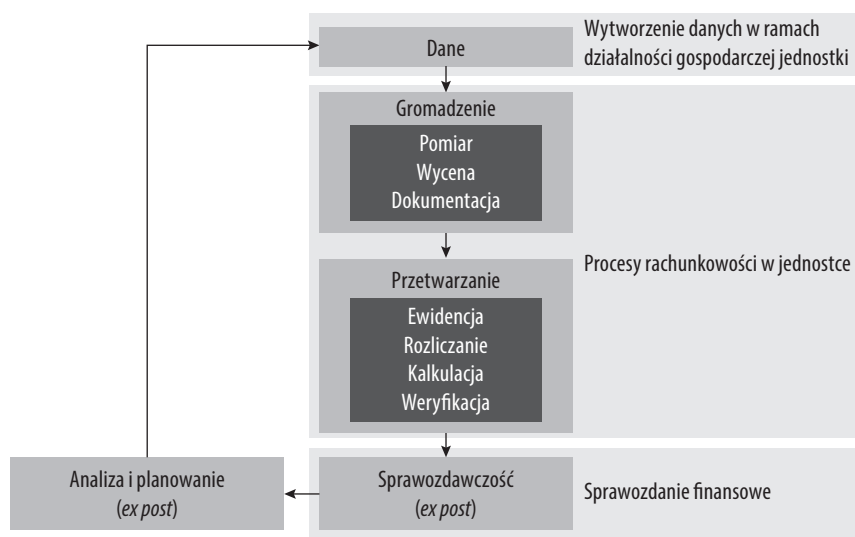 Dane
Wytworzenie danych w ramach
działalności gospodarczej jednostki
Gromadzenie
Pomiar
Wycena
Dokumentacja
Procesy rachunkowości w jednostce
Przetwarzanie
Ewidencja
Rozliczanie
Kalkulacja
Weryfikacja
Analiza i planowanie
(ex post)
Sprawozdawczość
(ex post)
Sprawozdanie finansowe